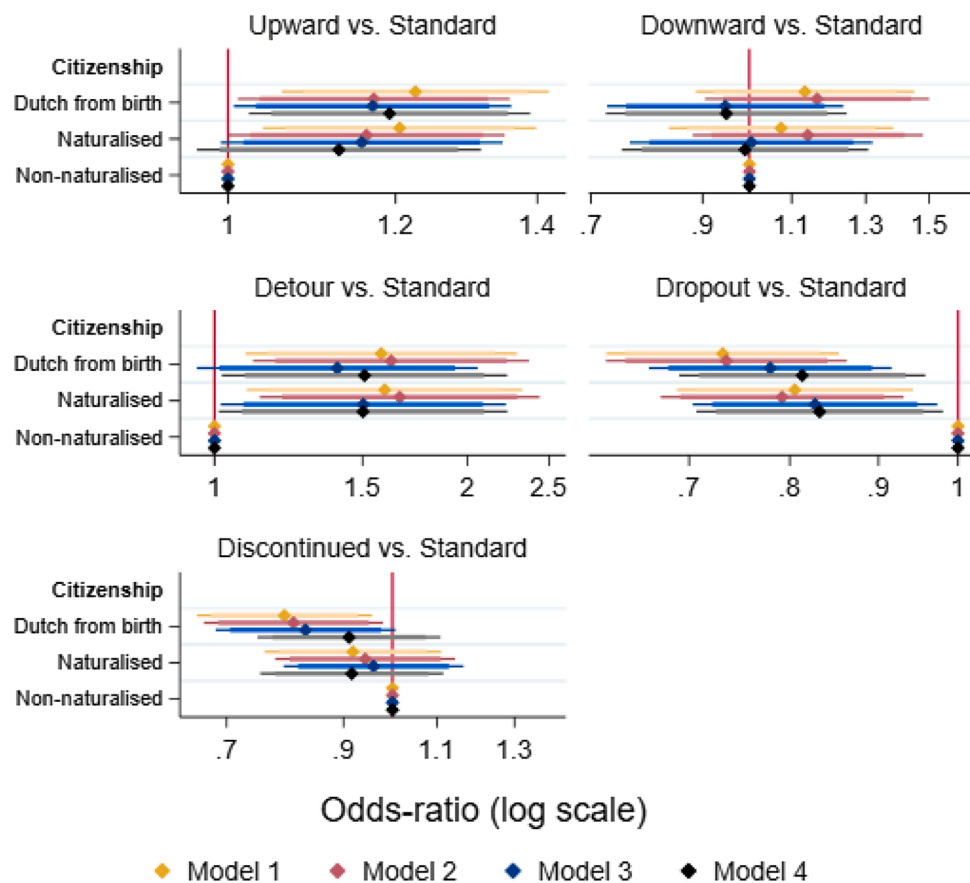 Upward vs. Standard
Downward vs. Standard
Citizenship
Dutch from birth
Naturalised
Non-naturalised
1
1.2
1.4
.7
.9
1.1
1.3
1.5
Detour vs. Standard
Dropout vs. Standard
Citizenship
Dutch from birth
Naturalised
Non-naturalised
1
1.5
2
2.5
.7
.8
.9
1
Discontinued vs. Standard
Citizenship
Dutch from birth
Naturalised
Non-naturalised
.7
.9
1.1
1.3
Odds-ratio (log scale)
Model 1
Model 2
Model 3
Model 4